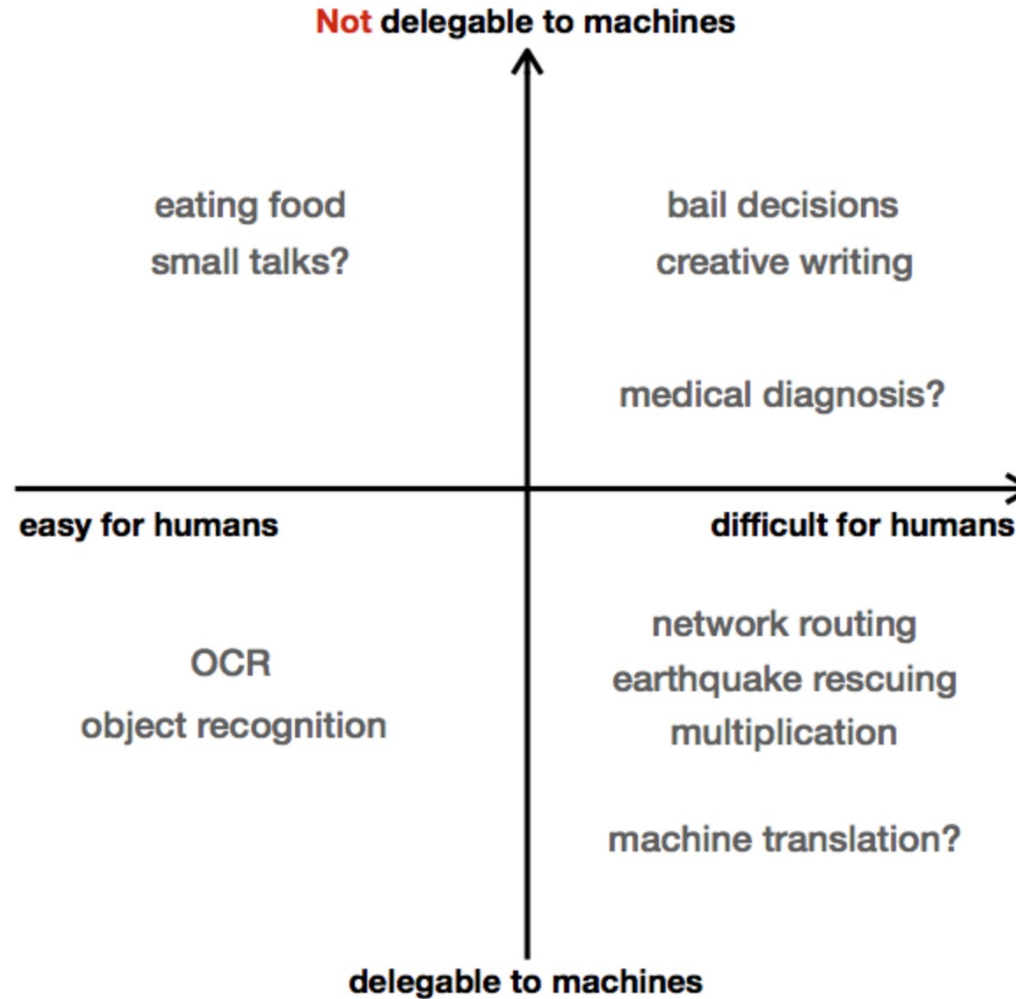 Not delegable to machines
eating food
small talks?
bail decisions
creative writing
medical diagnosis?
easy for humans
difficult for humans
OCR
object recognition
network routing
earthquake rescuing
multiplication
machine translation?
delegable to machines